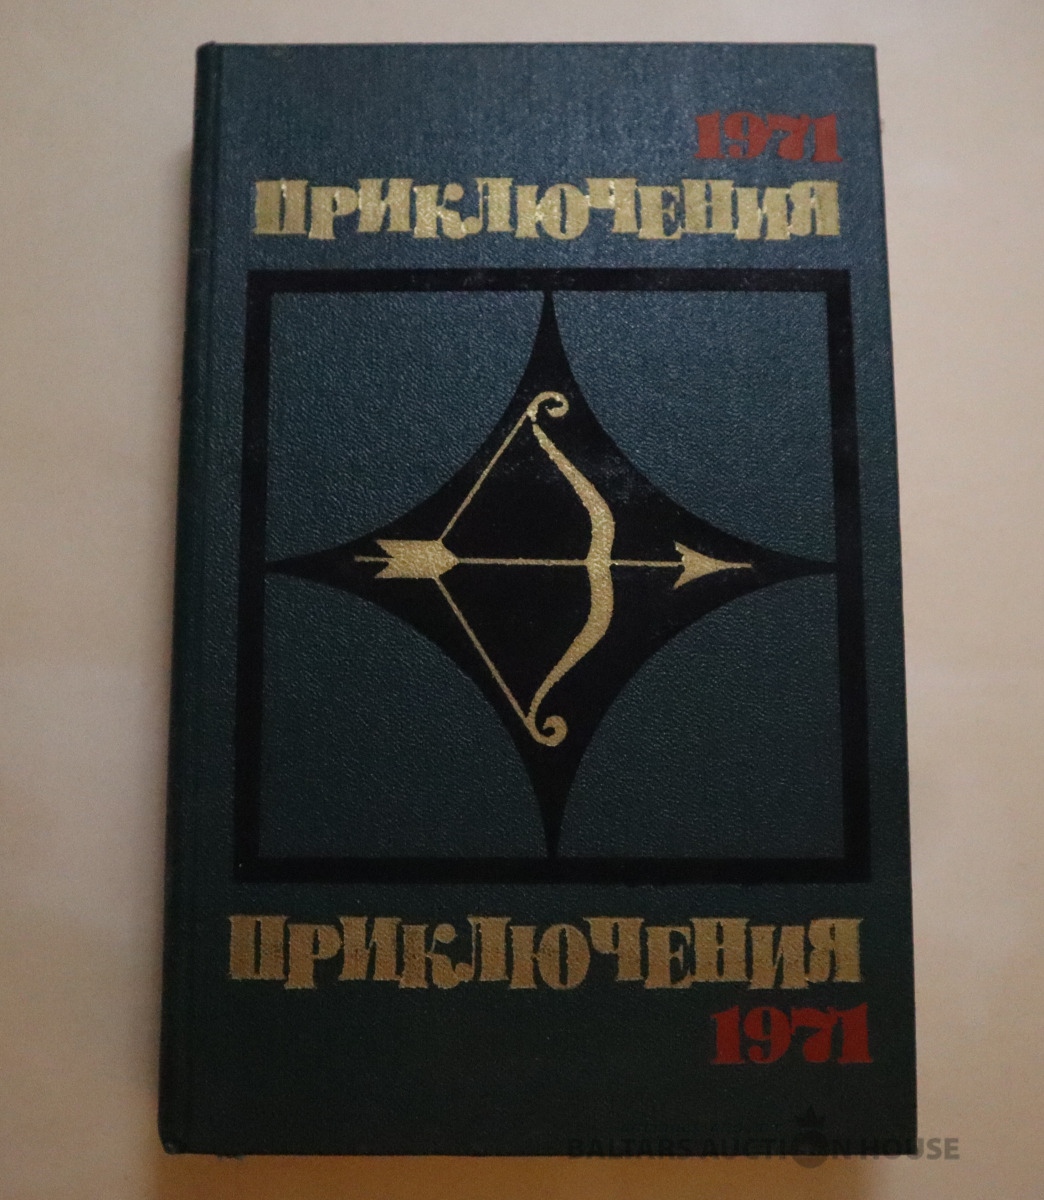 1971
ПРИКЛЮЧЕНИЯ
ПРИКЛЮЧЕНИЯ
1971
BALTARS AUCTION HOUSE